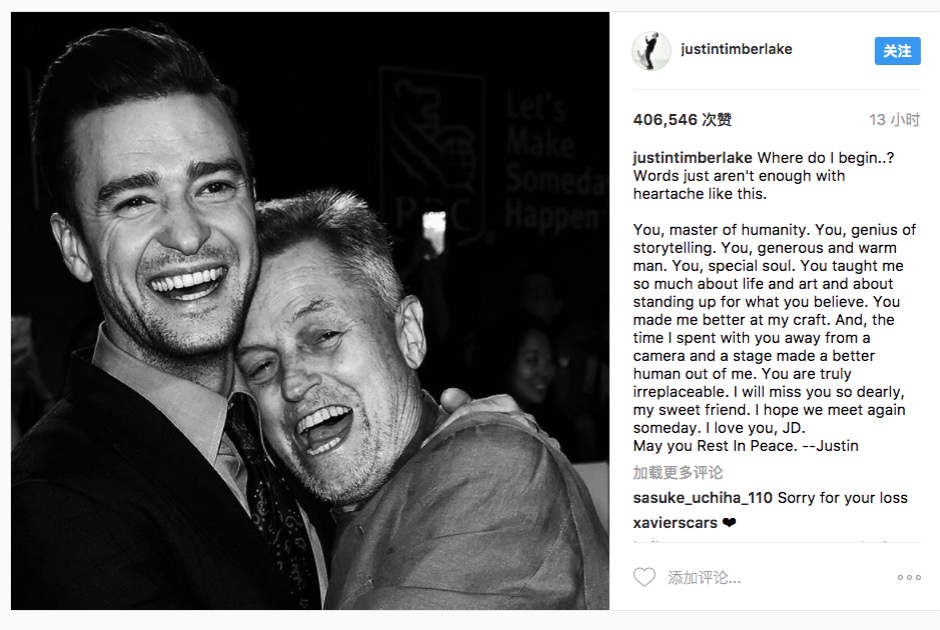 Let's
Make
Someda
Happen
justintimberlake
关注
406,546 次赞
13 小时
justintimberlake Where do I begin..?
Words just aren't enough with
heartache like this.
You, master of humanity. You, genius of
storytelling. You, generous and warm
man. You, special soul. You taught me
so much about life and art and about
standing up for what you believe. You
made me better at my craft. And, the
time I spent with you away from a
camera and a stage made a better
human out of me. You are truly
irreplaceable. I will miss you so dearly,
my sweet friend. I hope we meet again
someday. I love you, JD.
May you Rest In Peace. --Justin
加载更多评论
sasuke_uchiha_110 Sorry for your loss
xavierscars ❤
添加评论...